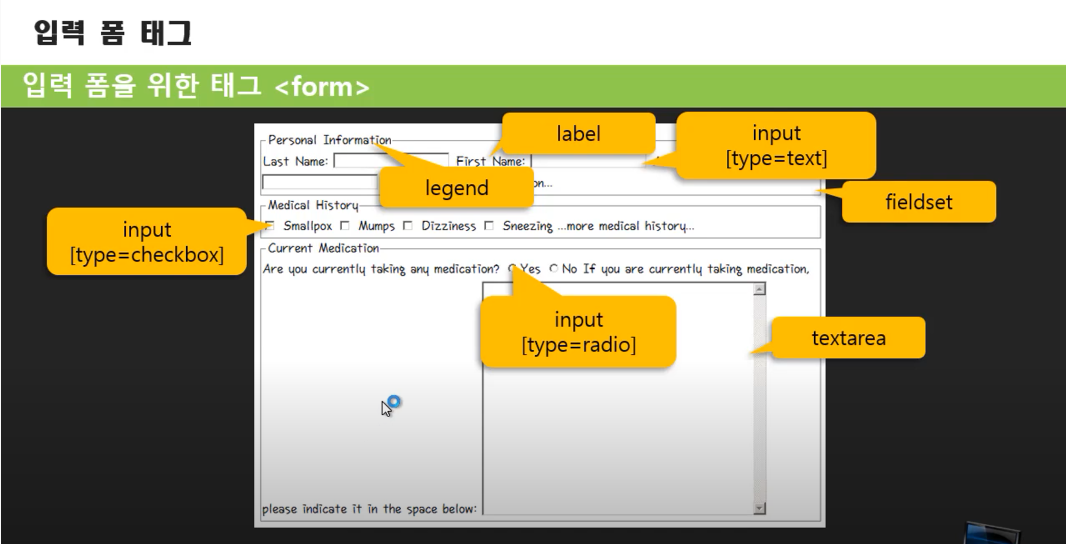 입력 폼 태그
입력 폼을 위한 태그 <form>
Personal Information
label
input
[type=text]
Last Name:
First Name:
legend
on...
fieldset
Medical History
input
[type=checkbox]
Smallpox Mumps Dizziness Sneezing ...more medical history...
Current Medication
Are you currently taking any medication? Yes No If you are currently taking medication,
input
[type=radio]
textarea
please indicate it in the space below: